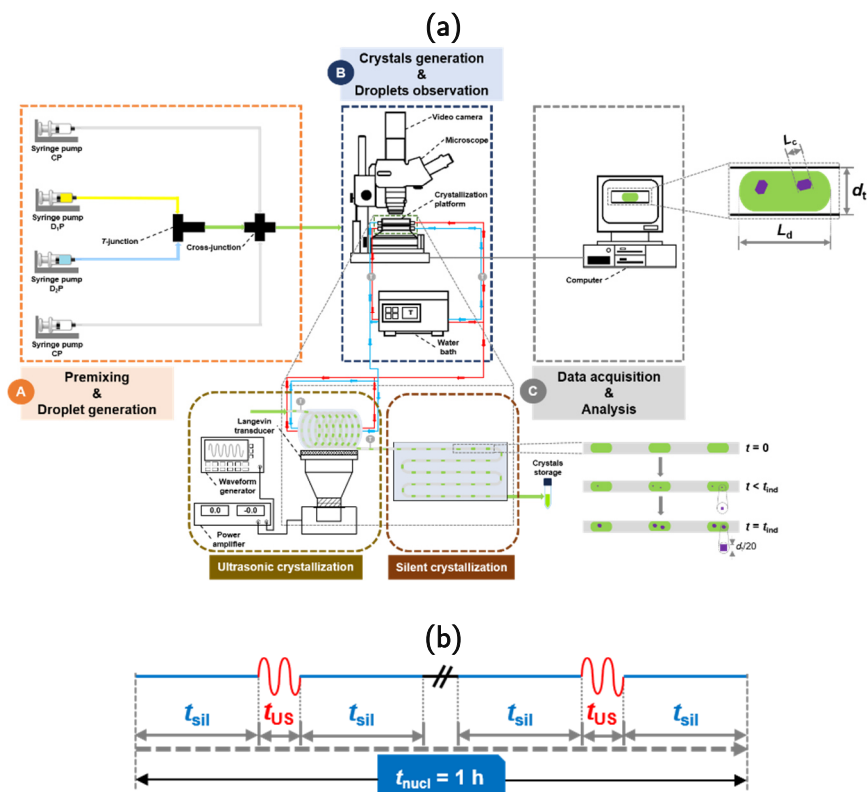 (a)
B
Crystals generation
&
Droplets observation
Syringe pump
CP
Syringe pump
D₁P
T-junction
Cross-junction
Syringe pump
D₂P
Syringe pump
CP
Video camera
Microscope
Crystallization
platform
T
T
T
Water
bath
Computer
Lc
dt
Ld
A
Premixing
&
Droplet generation
C
Data acquisition
&
Analysis
T
T
Langevin
transducer
Waveform
generator
0.0
-0.0
Power
amplifier
Crystals
storage
t = 0
t < tind
t = tind
dt/20
Ultrasonic crystallization
Silent crystallization
(b)
tsil
tUS
tsil
tsil
tUS
tsil
tnucl = 1 h